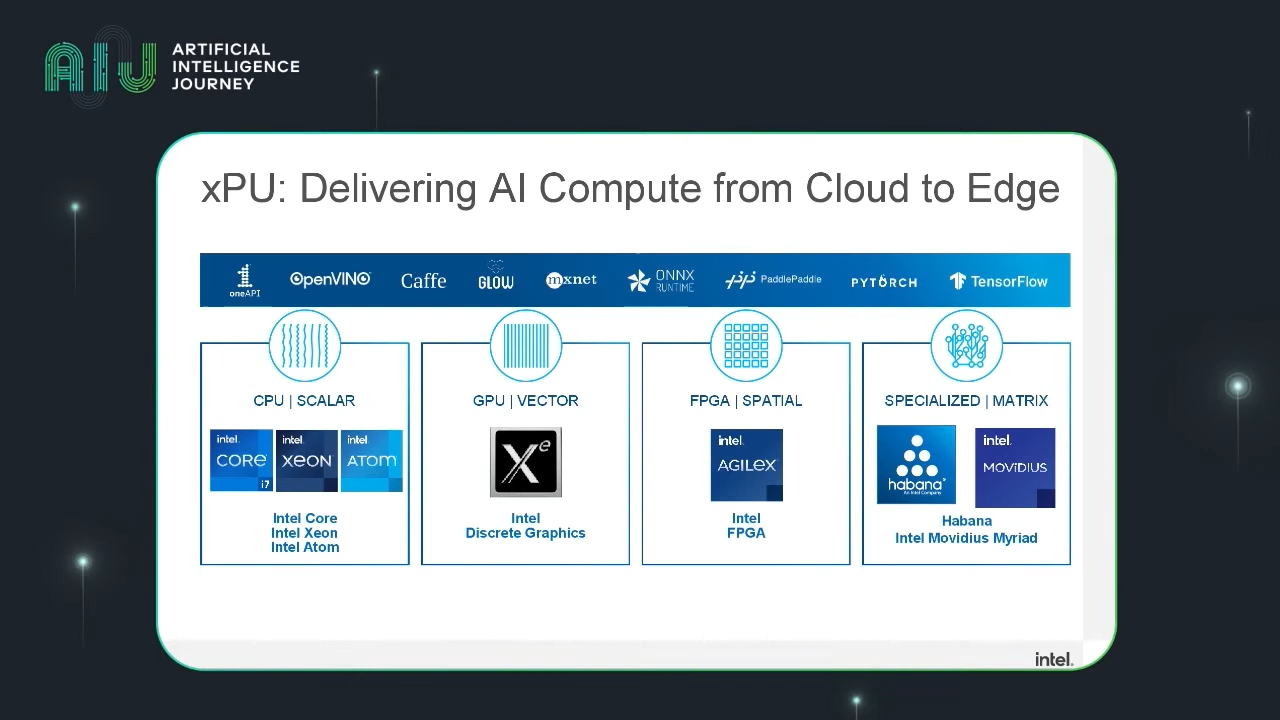 ARTIFICIAL
INTELLIGENCE
JOURNEY
xPU: Delivering AI Compute from Cloud to Edge
oneAPI
OpenVINO
Caffe
GLOW
mxnet
ONNX
RUNTIME
PaddlePaddle
PYTORCH
TensorFlow
CPU | SCALAR
intel.
CORE
i7
intel.
XEON
intel.
ATOM
Intel Core
Intel Xeon
Intel Atom
GPU | VECTOR
Xe
Intel
Discrete Graphics
FPGA | SPATIAL
intel.
AGILEX
Intel
FPGA
SPECIALIZED | MATRIX
habana
An Intel Company
intel.
MOVIDIUS
Habana
Intel Movidius Myriad
intel.